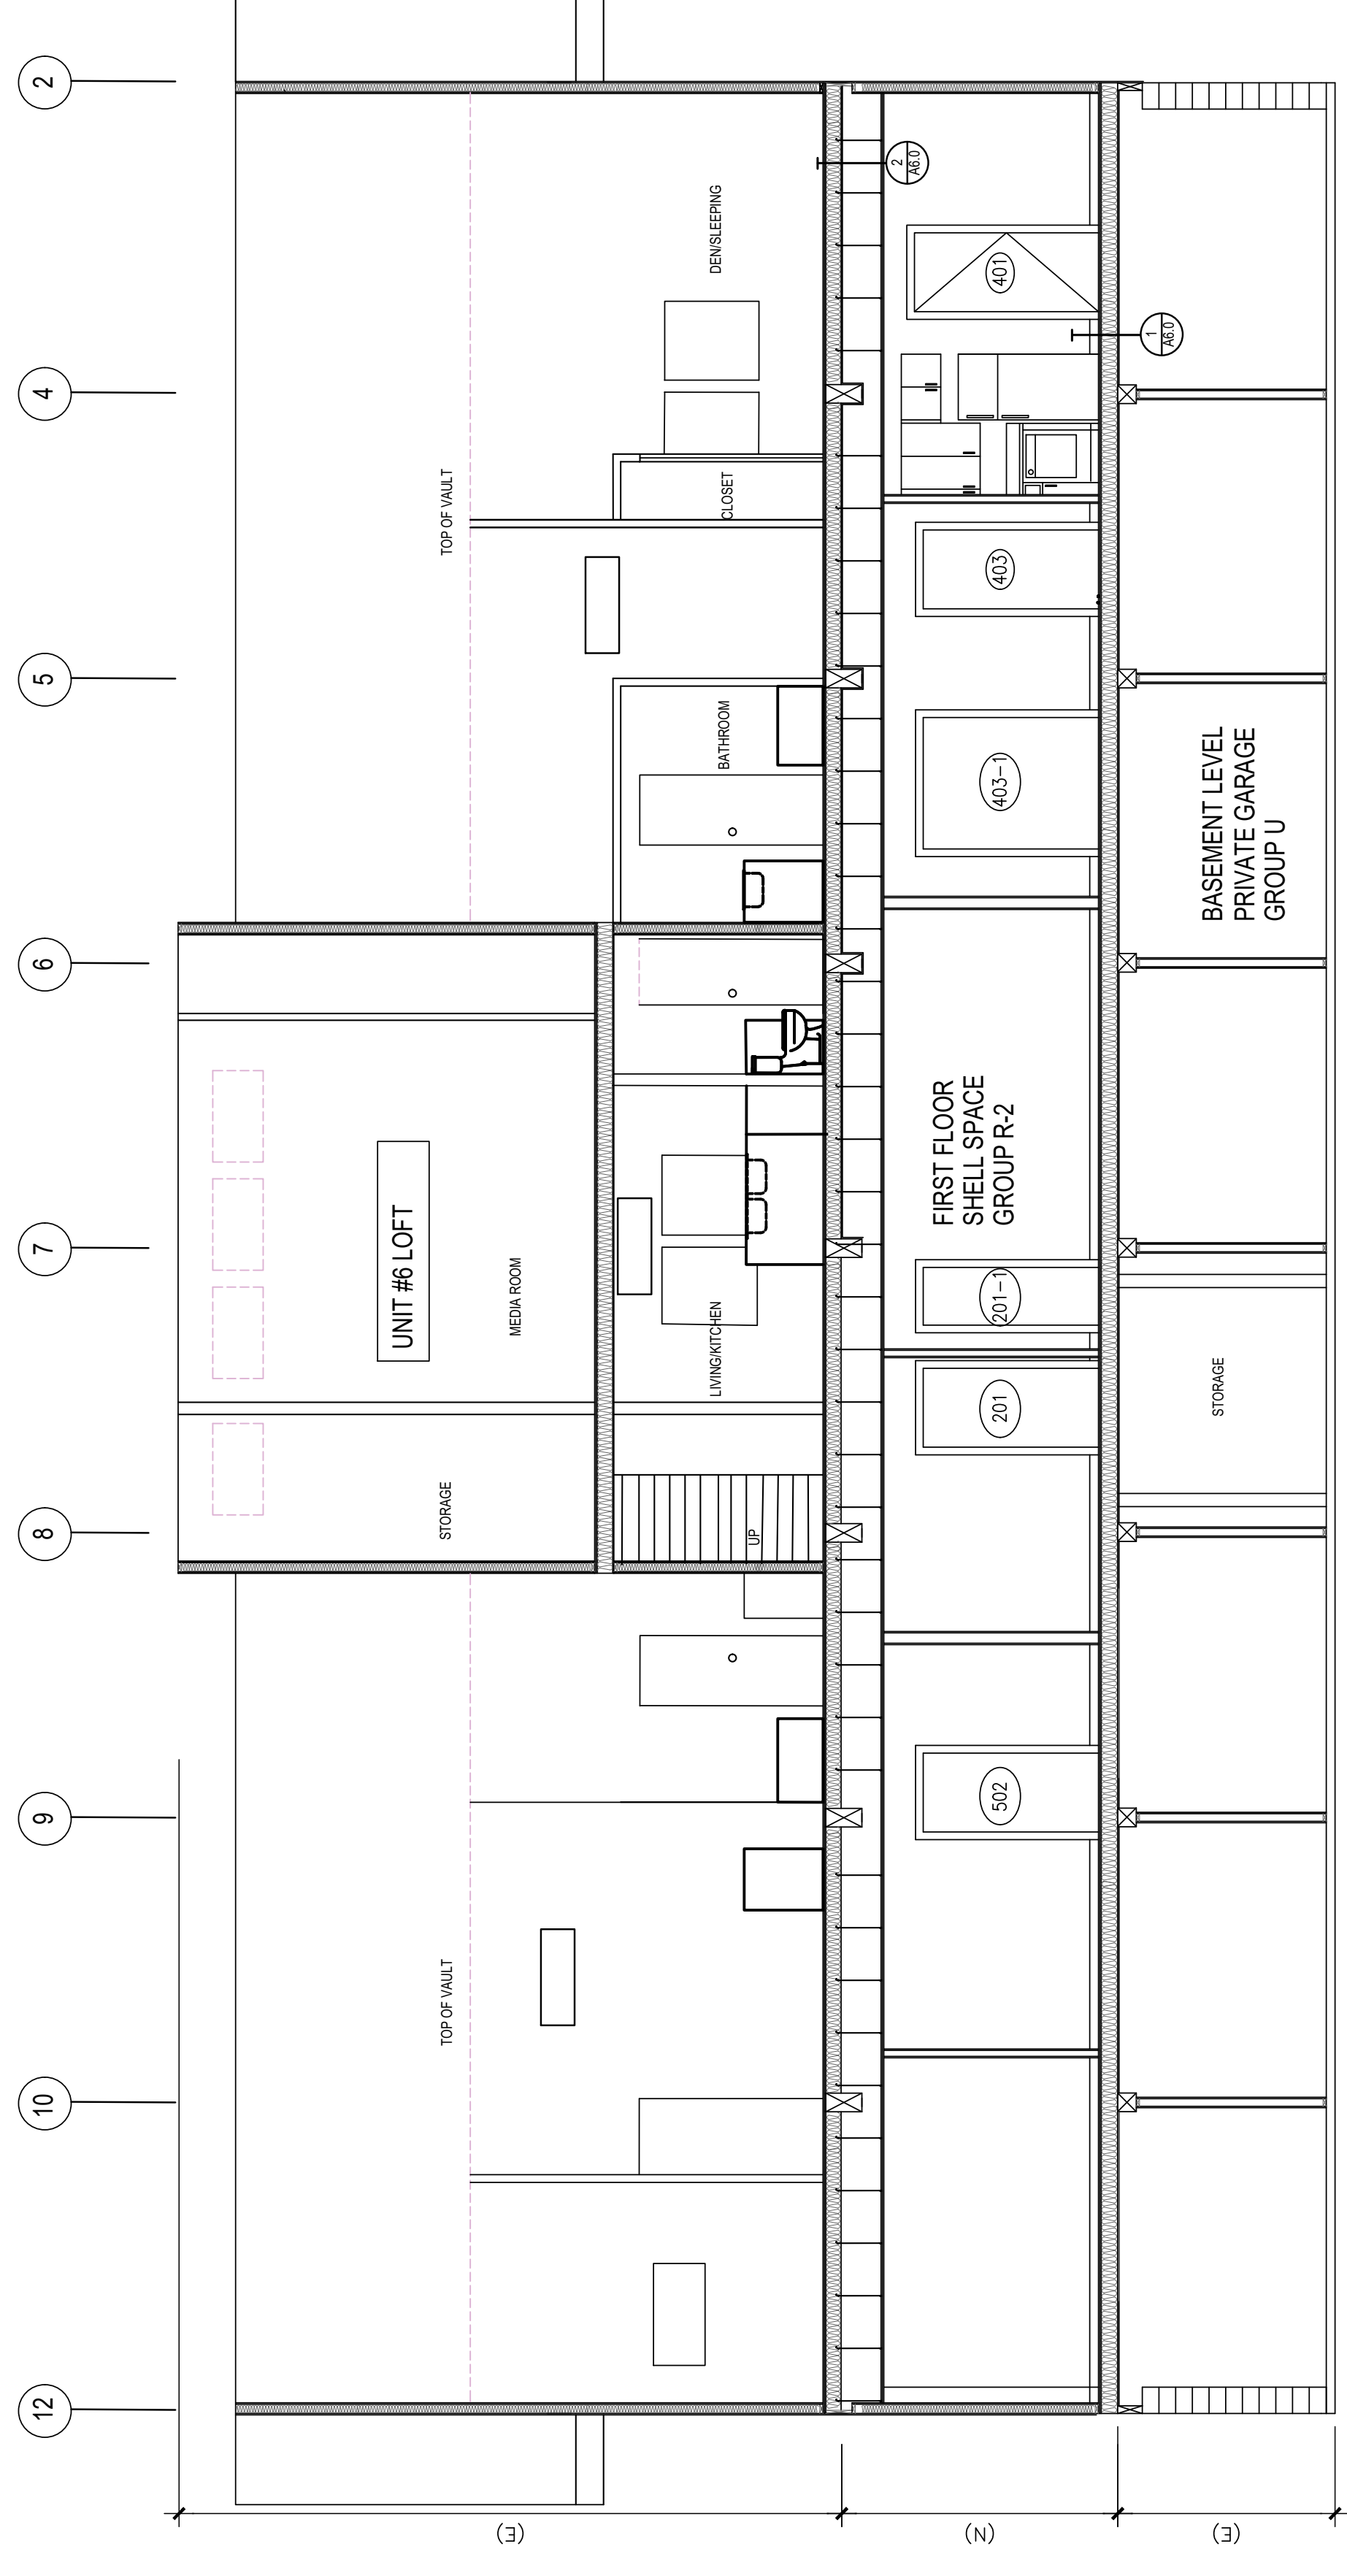 12
10
9
8
7
6
5
4
2
TOP OF VAULT
STORAGE
UNIT #6 LOFT
MEDIA ROOM
TOP OF VAULT
UP
LIVING/KITCHEN
BATHROOM
CLOSET
DEN/SLEEPING
2
A6.0
502
201
201-1
FIRST FLOOR
SHELL SPACE
GROUP R-2
403-1
403
401
1
A6.0
STORAGE
BASEMENT LEVEL
PRIVATE GARAGE
GROUP U
(E)
(N)
(E)